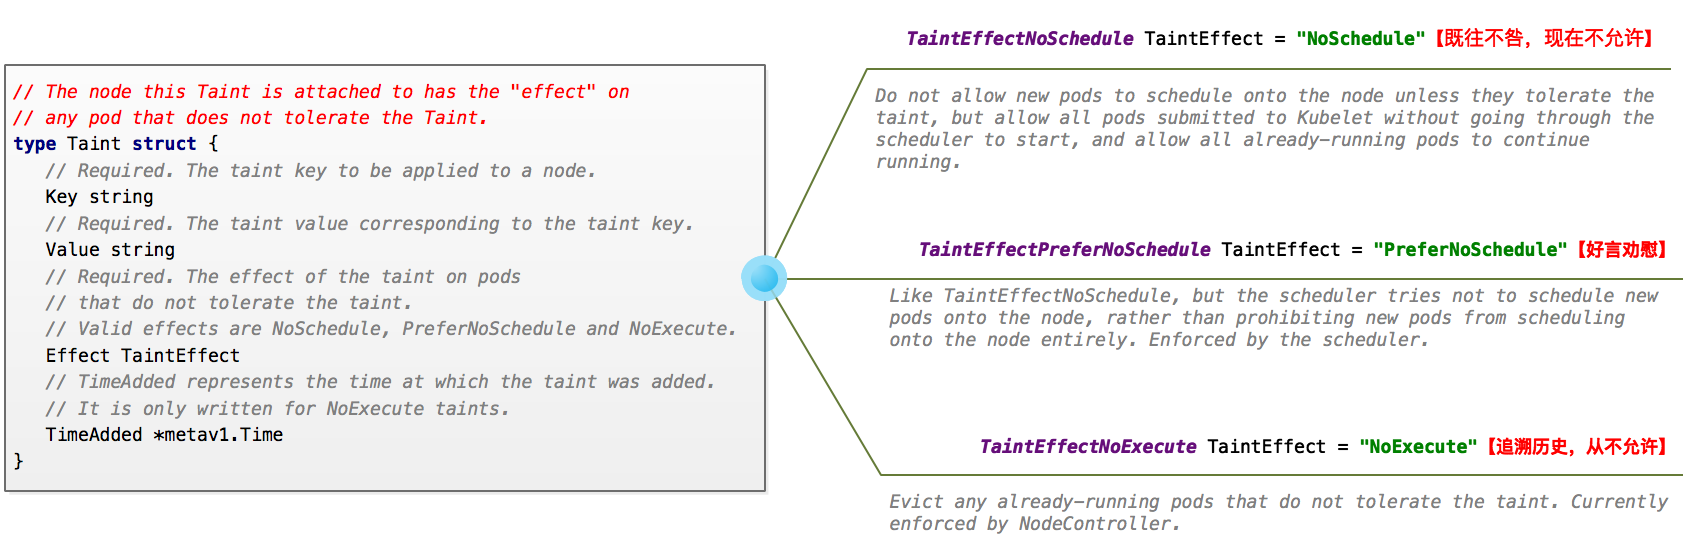 // The node this Taint is attached to has the "effect" on
// any pod that does not tolerate the Taint.
type Taint struct {
// Required. The taint key to be applied to a node.
Key string
// Required. The taint value corresponding to the taint key.
Value string
// Required. The effect of the taint on pods
// that do not tolerate the taint.
// Valid effects are NoSchedule, PreferNoSchedule and NoExecute.
Effect TaintEffect
// TimeAdded represents the time at which the taint was added.
// It is only written for NoExecute taints.
TimeAdded *metav1.Time
}
TaintEffectNoSchedule TaintEffect = "NoSchedule"【既往不咎，现在不允许】
Do not allow new pods to schedule onto the node unless they tolerate the
taint, but allow all pods submitted to Kubelet without going through the
scheduler to start, and allow all already-running pods to continue
running.
TaintEffectPreferNoSchedule TaintEffect = "PreferNoSchedule"【好言劝慰】
Like TaintEffectNoSchedule, but the scheduler tries not to schedule new
pods onto the node, rather than prohibiting new pods from scheduling
onto the node entirely. Enforced by the scheduler.
TaintEffectNoExecute TaintEffect = "NoExecute"【追溯历史，从不允许】
Evict any already-running pods that do not tolerate the taint. Currently
enforced by NodeController.